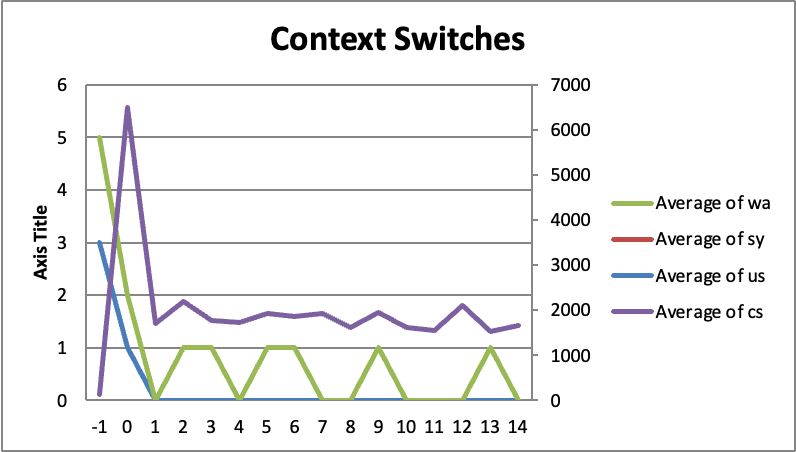 Context Switches
6
5
4
3
2
1
0
Axis Title
7000
6000
5000
4000
3000
2000
1000
0
-1 0 1 2 3 4 5 6 7 8 9 10 11 12 13 14
Average of wa
Average of sy
Average of us
Average of cs